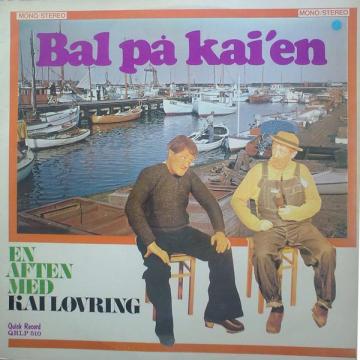 MONO/STEREO
MONO/STEREO
Bal på kai'en
EN
AFTEN
MED
KAI LØVRING
Quick Record
QRLP 510